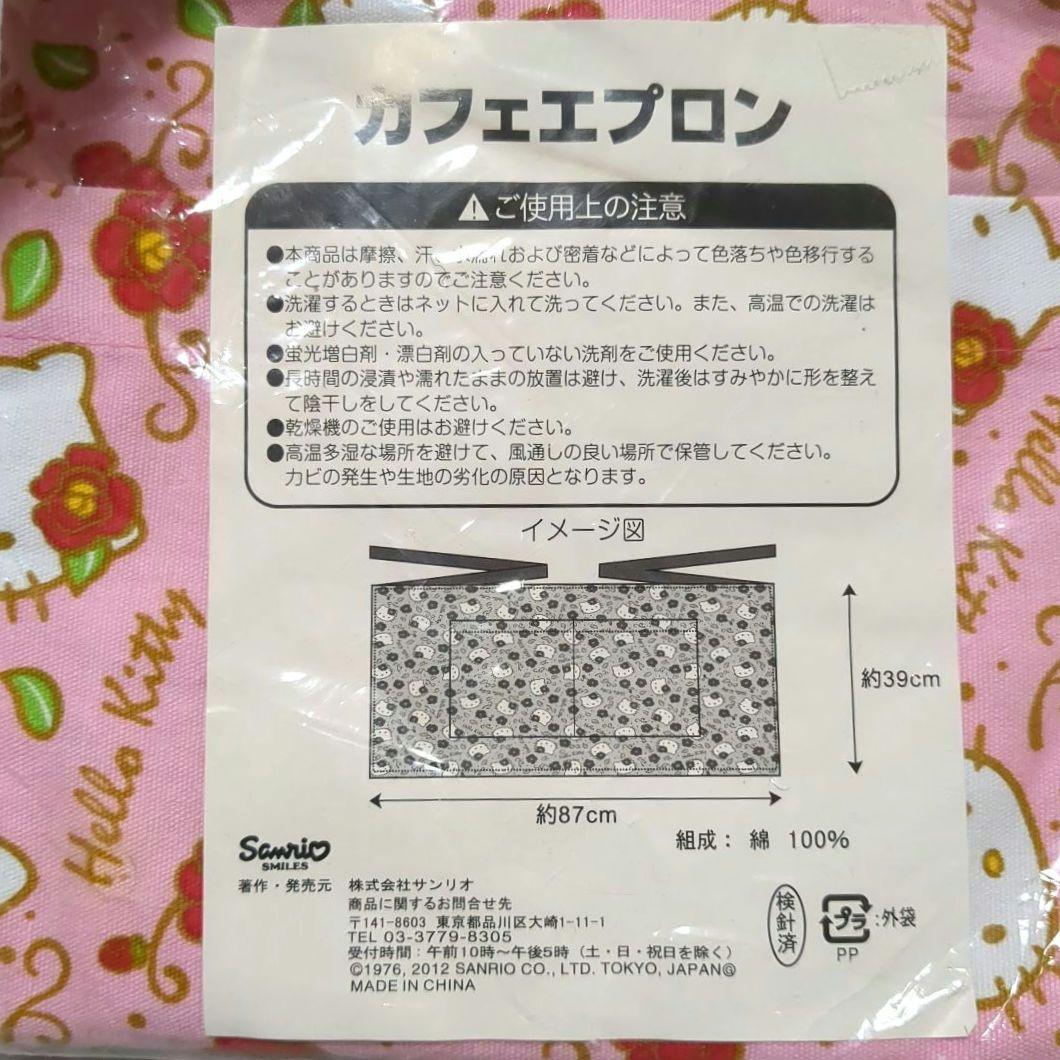 カフェエプロン
⚠ご使用上の注意
●本商品は摩擦、汗、水濡れおよび密着などによって色落ちや色移行する
ことがありますのでご注意ください。
●洗濯するときはネットに入れて洗ってください。また、高温での洗濯は
お避けください。
●蛍光増白剤・漂白剤の入っていない洗剤をご使用ください。
●長時間の浸漬や濡れたままの放置は避け、洗濯後はすみやかに形を整え
て陰干しをしてください。
●乾燥機のご使用はお避けください。
●高温多湿な場所を避けて、風通しの良い場所で保管してください。
カビの発生や生地の劣化の原因となります。
イメージ図
約39cm
約87cm
組成： 綿 100%
Sanrio
SMILES
著作・発売元 株式会社サンリオ
商品に関するお問合せ先
〒141-8603 東京都品川区大崎1-11-1
TEL 03-3779-8305
受付時間：午前10時〜午後5時（土・日・祝日を除く）
©1976, 2012 SANRIO CO., LTD. TOKYO, JAPAN@
MADE IN CHINA
検針済
プラ:外袋
PP
Hello Kitty
Hello Kitty